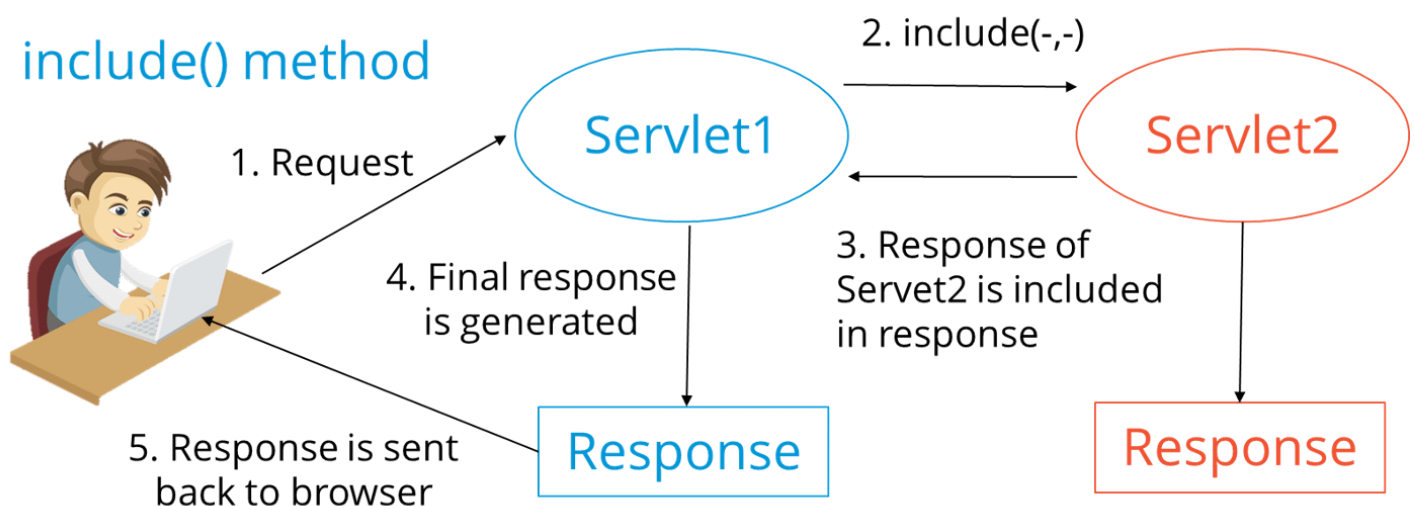 include() method
2. include(-,-)
Servlet1
Servlet2
1. Request
3. Response of
Servet2 is included
in response
4. Final response
is generated
Response
Response
5. Response is sent
back to browser